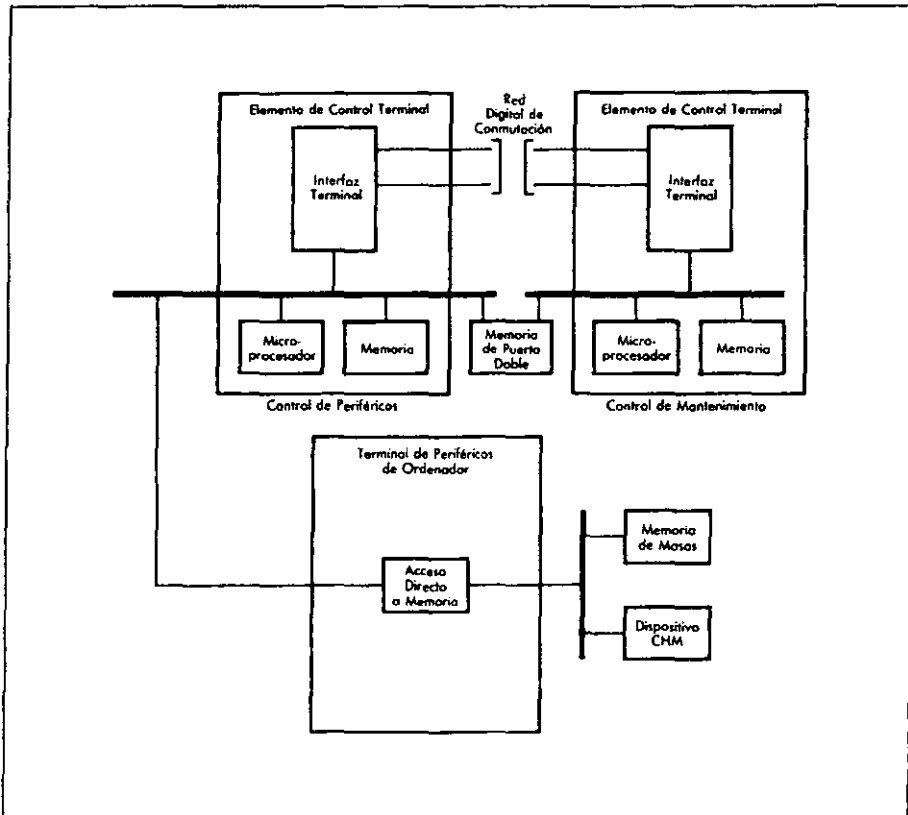 Elemento de Control Terminal
Interfaz
Terminal
Micro-
procesador
Memoria
Control de Periféricos
Red
Digital de
Conmutación
Memoria
de Puerta
Doble
Elemento de Control Terminal
Interfaz
Terminal
Micro-
procesador
Memoria
Control de Mantenimiento
Terminal de Periféricos
de Ordenador
Acceso
Directo
a Memoria
Memoria
de Masas
Dispositivo
CHM